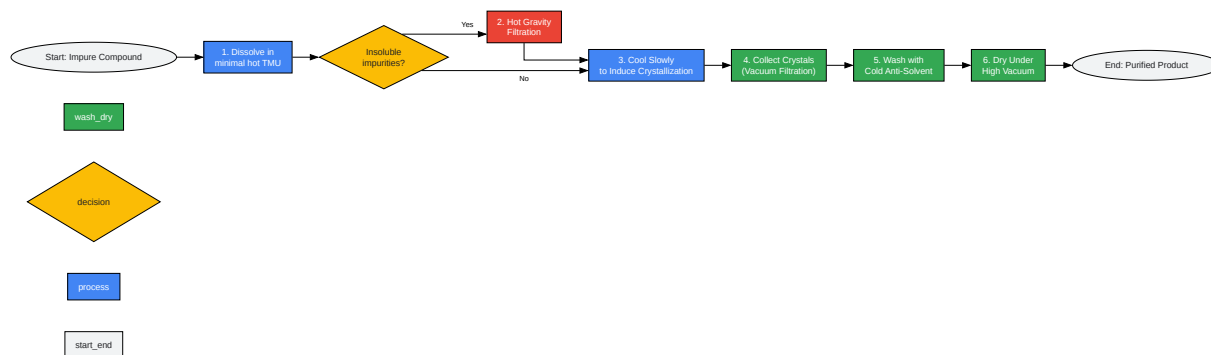 Start: Impure Compound
1. Dissolve in
minimal hot TMU
Insoluble
impurities?
Yes
No
2. Hot Gravity
Filtration
3. Cool Slowly
to Induce Crystallization
4. Collect Crystals
(Vacuum Filtration)
5. Wash with
Cold Anti-Solvent
6. Dry Under
High Vacuum
End: Purified Product
wash_dry
decision
process
start_end